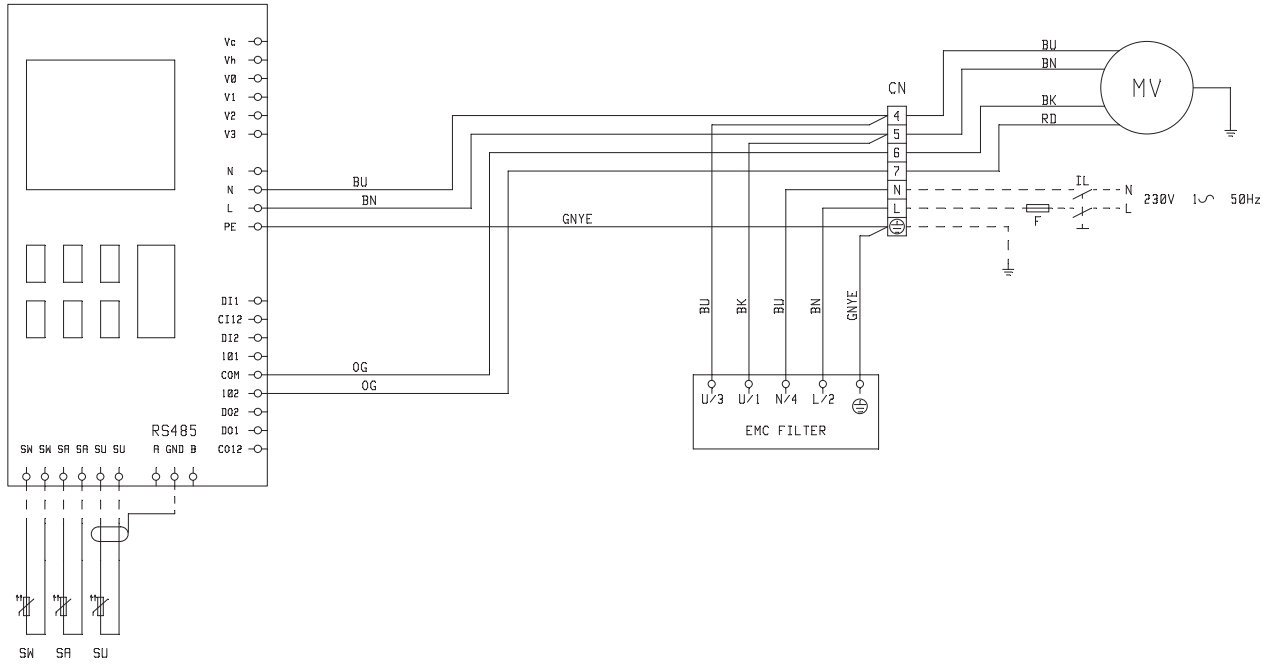 Vc
Vh
V0
V1
V2
V3
N
N
L
PE
DI1
CI12
DI2
I01
COM
I02
DO2
DO1
CO12
RS485
SW SW SA SA SU SU A GND B
SW SA SU
BU
BN
GNYE
OG
OG
CN
4
5
6
7
N
L
BU
BN
BK
RD
MV
IL
N
L
F
230V 1 50Hz
BU
BK
BU
BN
GNYE
U/3 U/1 N/4 L/2
EMC FILTER